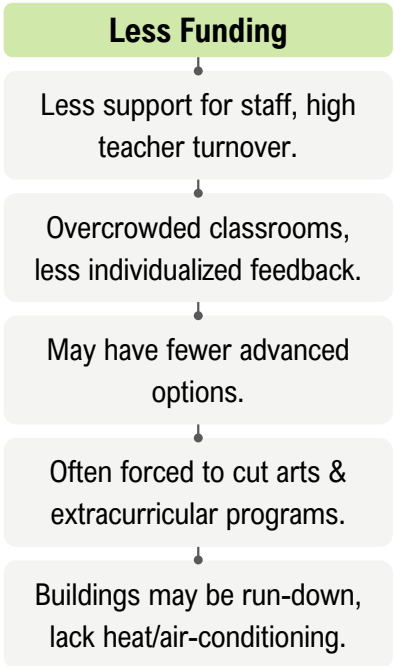 Less Funding
Less support for staff, high
teacher turnover.
Overcrowded classrooms,
less individualized feedback.
May have fewer advanced
options.
Often forced to cut arts &
extracurricular programs.
Buildings may be run-down,
lack heat/air-conditioning.